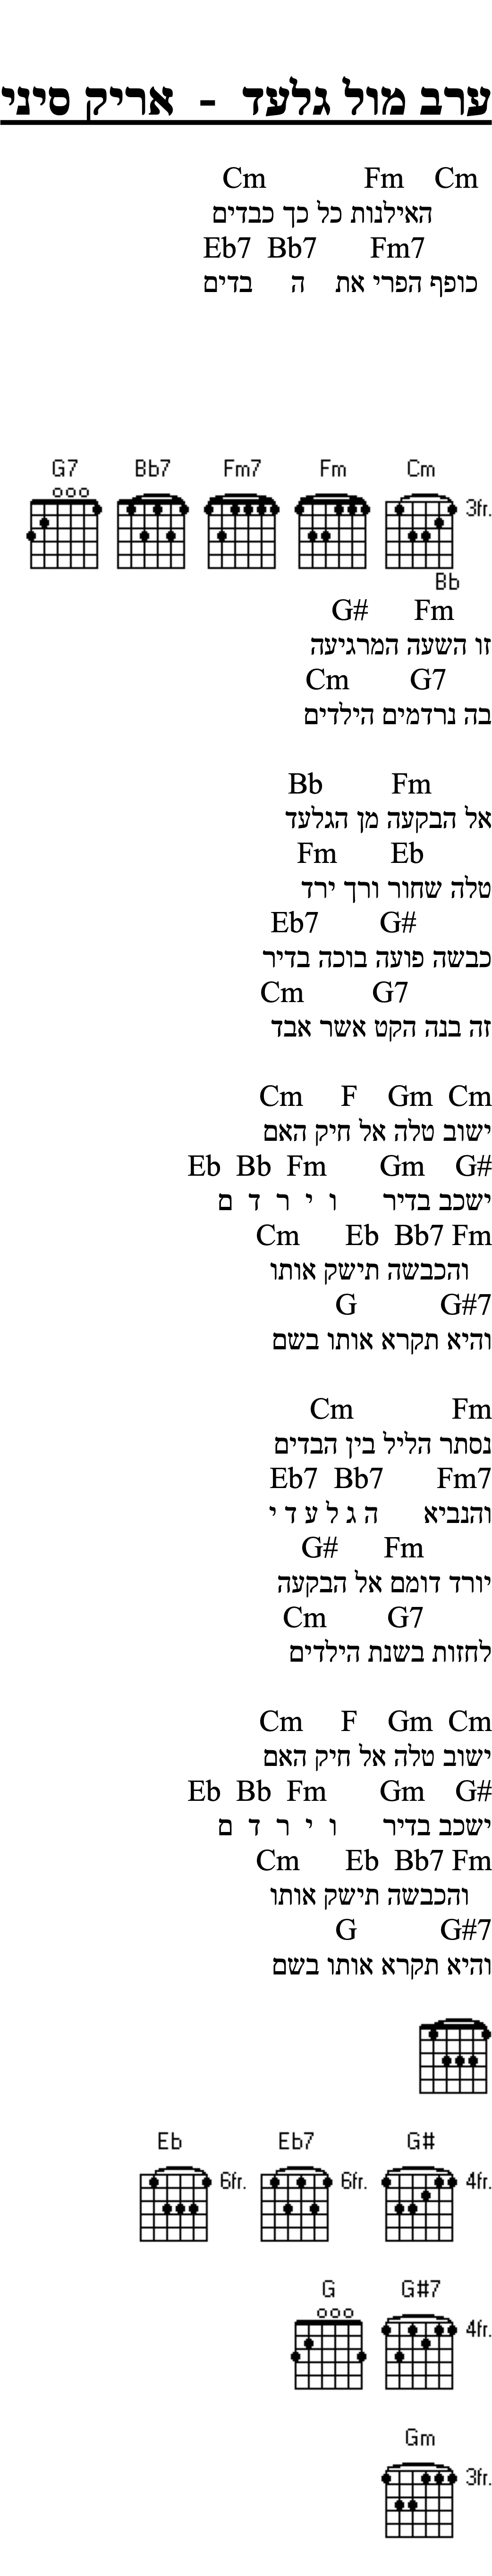 ערב מול גלעד - אריק סיני
Cm Fm Cm
האילנות כל כך כבדים
Eb7 Bb7 Fm7
כופף הפרי את ה בדים
G7 Bb7 Fm7 Fm Cm
3fr.
Bb
G# Fm
זו השעה המרגיעה
Cm G7
בה נרדמים הילדים
Bb Fm
אל הבקעה מן הגלעד
Fm Eb
טלה שחור ורך ירד
Eb7 G#
כבשה פועה בוכה בדיר
Cm G7
זה בנה הקט אשר אבד
Cm F Gm Cm
ישוב טלה אל חיק האם
Eb Bb Fm Gm G#
ישכב בדיר ו י ר ד ם
Cm Eb Bb7 Fm
והכבשה תישק אותו
G G#7
והיא תקרא אותו בשם
Cm Fm
נסתר הליל בין הבדים
Eb7 Bb7 Fm7
והנביא ה ג ל ע ד י
G# Fm
יורד דומם אל הבקעה
Cm G7
לחזות בשנת הילדים
Cm F Gm Cm
ישוב טלה אל חיק האם
Eb Bb Fm Gm G#
ישכב בדיר ו י ר ד ם
Cm Eb Bb7 Fm
והכבשה תישק אותו
G G#7
והיא תקרא אותו בשם
Eb Eb7 G#
6fr. 6fr. 4fr.
G G#7
4fr.
Gm
3fr.